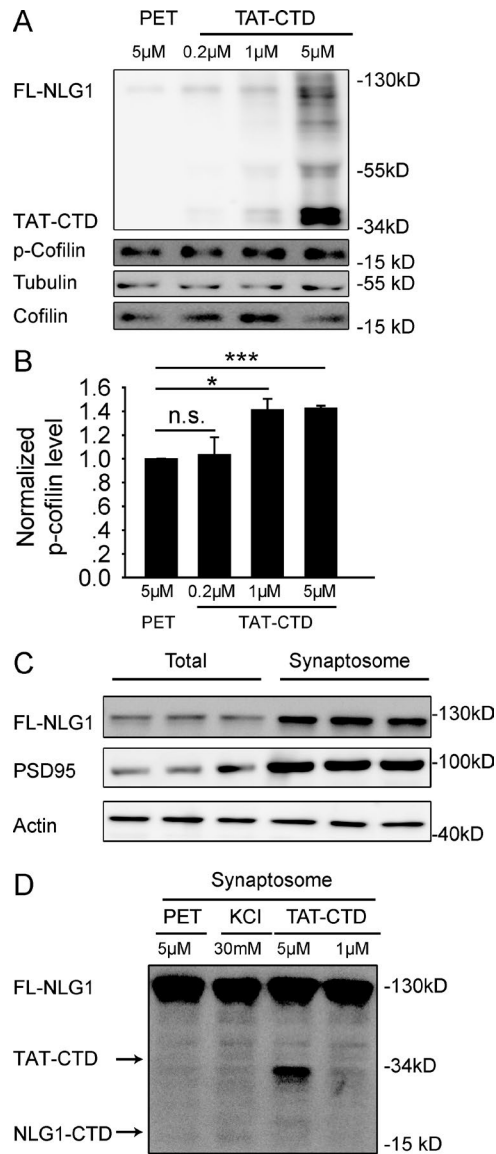 A
PET TAT-CTD
5µM 0.2µM 1µM 5µM
FL-NLG1 -130kD
-55kD
TAT-CTD -34kD
p-Cofilin -15 kD
Tubulin -55 kD
Cofilin -15 kD
B
***
*
n.s.
Normalized
p-cofilin level
1.6
1.4
1.2
1.0
.8
.6
.4
.2
0.0
5µM 0.2µM 1µM 5µM
PET TAT-CTD
C
Total Synaptosome
FL-NLG1 -130kD
PSD95 -100kD
Actin -40kD
D
Synaptosome
PET KCl TAT-CTD
5µM 30mM 5µM 1µM
FL-NLG1 -130kD
TAT-CTD -34kD
NLG1-CTD -15 kD